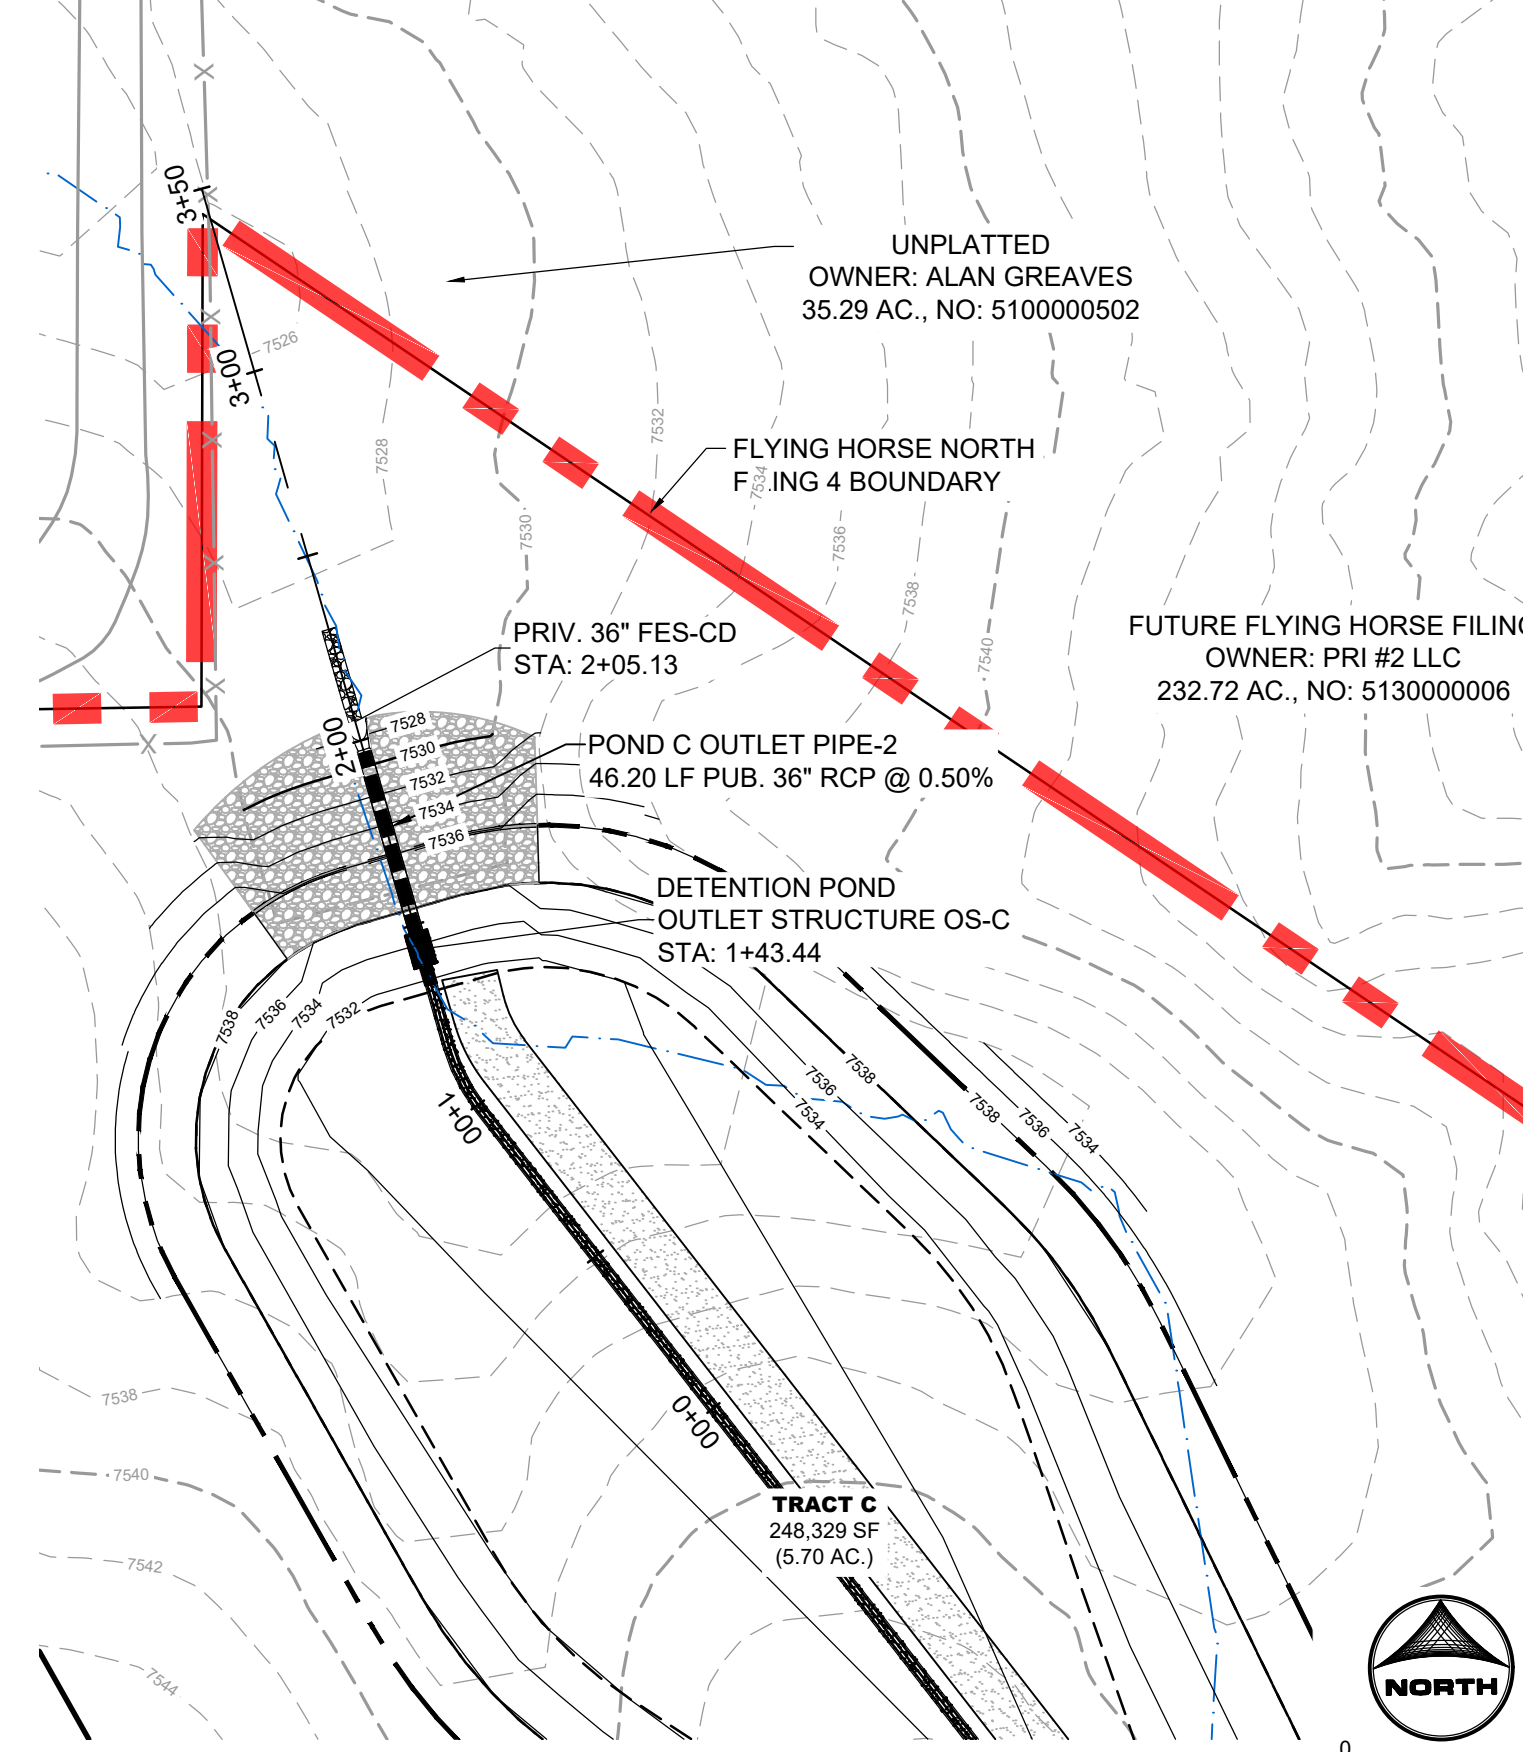 3+50
UNPLATTED
OWNER: ALAN GREAVES
35.29 AC., NO: 5100000502
7526
3+00
7532
7528
FLYING HORSE NORTH
F ING 4 BOUNDARY
7534
7530
7536
7538
7540
PRIV. 36" FES-CD
STA: 2+05.13
FUTURE FLYING HORSE FILING
OWNER: PRI #2 LLC
232.72 AC., NO: 5130000006
2+00
7528
7530
7532
7534
7536
POND C OUTLET PIPE-2
46.20 LF PUB. 36" RCP @ 0.50%
DETENTION POND
OUTLET STRUCTURE OS-C
STA: 1+43.44
7538
7536
7534
7532
7538
7536
7534
7538
7536
7534
1+00
0+00
7538
7540
7542
7544
TRACT C
248,329 SF
(5.70 AC.)
NORTH
0
X
X
X
X
X
X
X
X